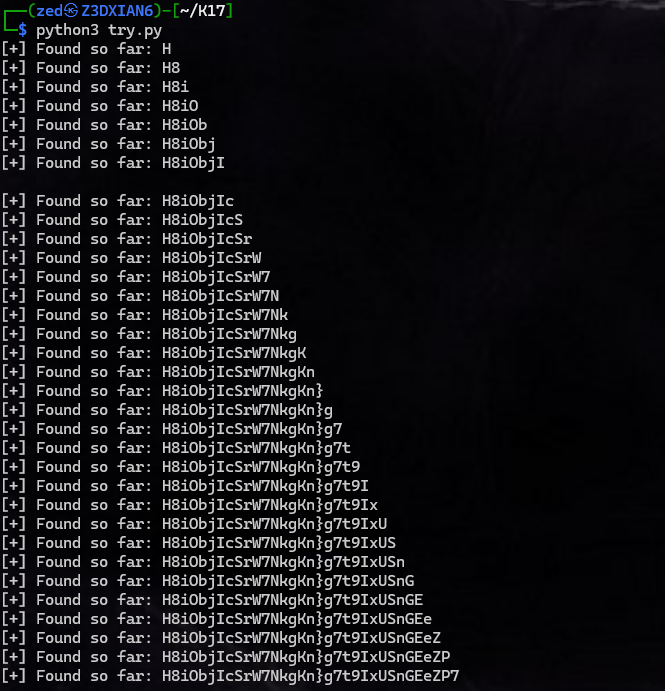 ┌──(zed㉿Z3DXIAN6)-[~/K17]
└─$ python3 try.py
[+] Found so far: H
[+] Found so far: H8
[+] Found so far: H8i
[+] Found so far: H8iO
[+] Found so far: H8iOb
[+] Found so far: H8iObj
[+] Found so far: H8iObjI
[+] Found so far: H8iObjIc
[+] Found so far: H8iObjIcS
[+] Found so far: H8iObjIcSr
[+] Found so far: H8iObjIcSrW
[+] Found so far: H8iObjIcSrW7
[+] Found so far: H8iObjIcSrW7N
[+] Found so far: H8iObjIcSrW7Nk
[+] Found so far: H8iObjIcSrW7Nkg
[+] Found so far: H8iObjIcSrW7NkgK
[+] Found so far: H8iObjIcSrW7NkgKn
[+] Found so far: H8iObjIcSrW7NkgKn}
[+] Found so far: H8iObjIcSrW7NkgKn}g
[+] Found so far: H8iObjIcSrW7NkgKn}g7
[+] Found so far: H8iObjIcSrW7NkgKn}g7t
[+] Found so far: H8iObjIcSrW7NkgKn}g7t9
[+] Found so far: H8iObjIcSrW7NkgKn}g7t9I
[+] Found so far: H8iObjIcSrW7NkgKn}g7t9Ix
[+] Found so far: H8iObjIcSrW7NkgKn}g7t9IxU
[+] Found so far: H8iObjIcSrW7NkgKn}g7t9IxUS
[+] Found so far: H8iObjIcSrW7NkgKn}g7t9IxUSn
[+] Found so far: H8iObjIcSrW7NkgKn}g7t9IxUSnG
[+] Found so far: H8iObjIcSrW7NkgKn}g7t9IxUSnGE
[+] Found so far: H8iObjIcSrW7NkgKn}g7t9IxUSnGEe
[+] Found so far: H8iObjIcSrW7NkgKn}g7t9IxUSnGEeZ
[+] Found so far: H8iObjIcSrW7NkgKn}g7t9IxUSnGEeZP
[+] Found so far: H8iObjIcSrW7NkgKn}g7t9IxUSnGEeZP7